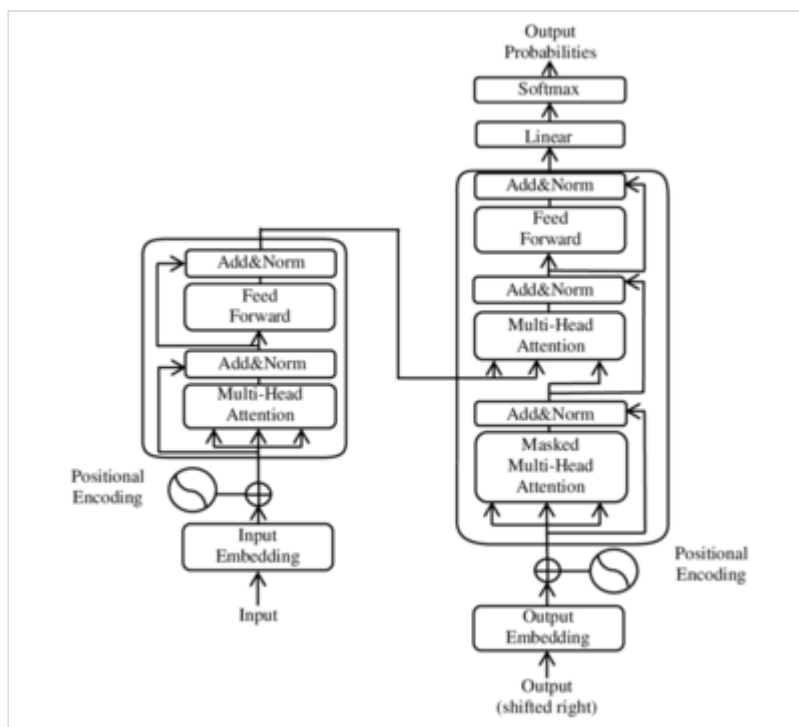 Output
Probabilities
Softmax
Linear
Add&Norm
Feed
Forward
Add&Norm
Multi-Head
Attention
Add&Norm
Masked
Multi-Head
Attention
Positional
Encoding
Output
Embedding
Output
(shifted right)
Add&Norm
Feed
Forward
Add&Norm
Multi-Head
Attention
Positional
Encoding
Input
Embedding
Input